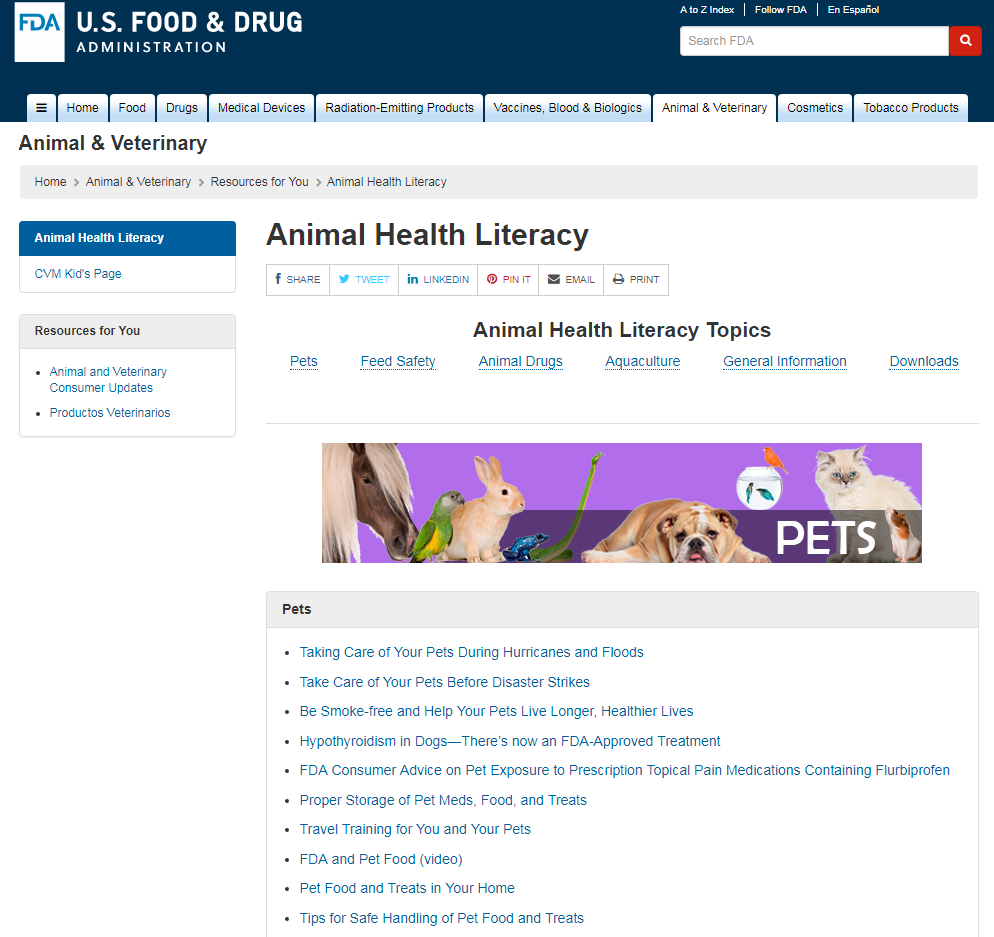 FDA U.S. FOOD & DRUG
ADMINISTRATION
A to Z Index Follow FDA En Español
Search FDA
Home Food Drugs Medical Devices Radiation-Emitting Products Vaccines, Blood & Biologics Animal & Veterinary Cosmetics Tobacco Products
Animal & Veterinary
Home > Animal & Veterinary > Resources for You > Animal Health Literacy
Animal Health Literacy
CVM Kid's Page
Resources for You
• Animal and Veterinary
Consumer Updates
• Productos Veterinarios
Animal Health Literacy
SHARE TWEET LINKEDIN PIN IT EMAIL PRINT
Animal Health Literacy Topics
Pets Feed Safety Animal Drugs Aquaculture General Information Downloads
PETS
Pets
• Taking Care of Your Pets During Hurricanes and Floods
• Take Care of Your Pets Before Disaster Strikes
• Be Smoke-free and Help Your Pets Live Longer, Healthier Lives
• Hypothyroidism in Dogs—There’s now an FDA-Approved Treatment
• FDA Consumer Advice on Pet Exposure to Prescription Topical Pain Medications Containing Flurbiprofen
• Proper Storage of Pet Meds, Food, and Treats
• Travel Training for You and Your Pets
• FDA and Pet Food (video)
• Pet Food and Treats in Your Home
• Tips for Safe Handling of Pet Food and Treats